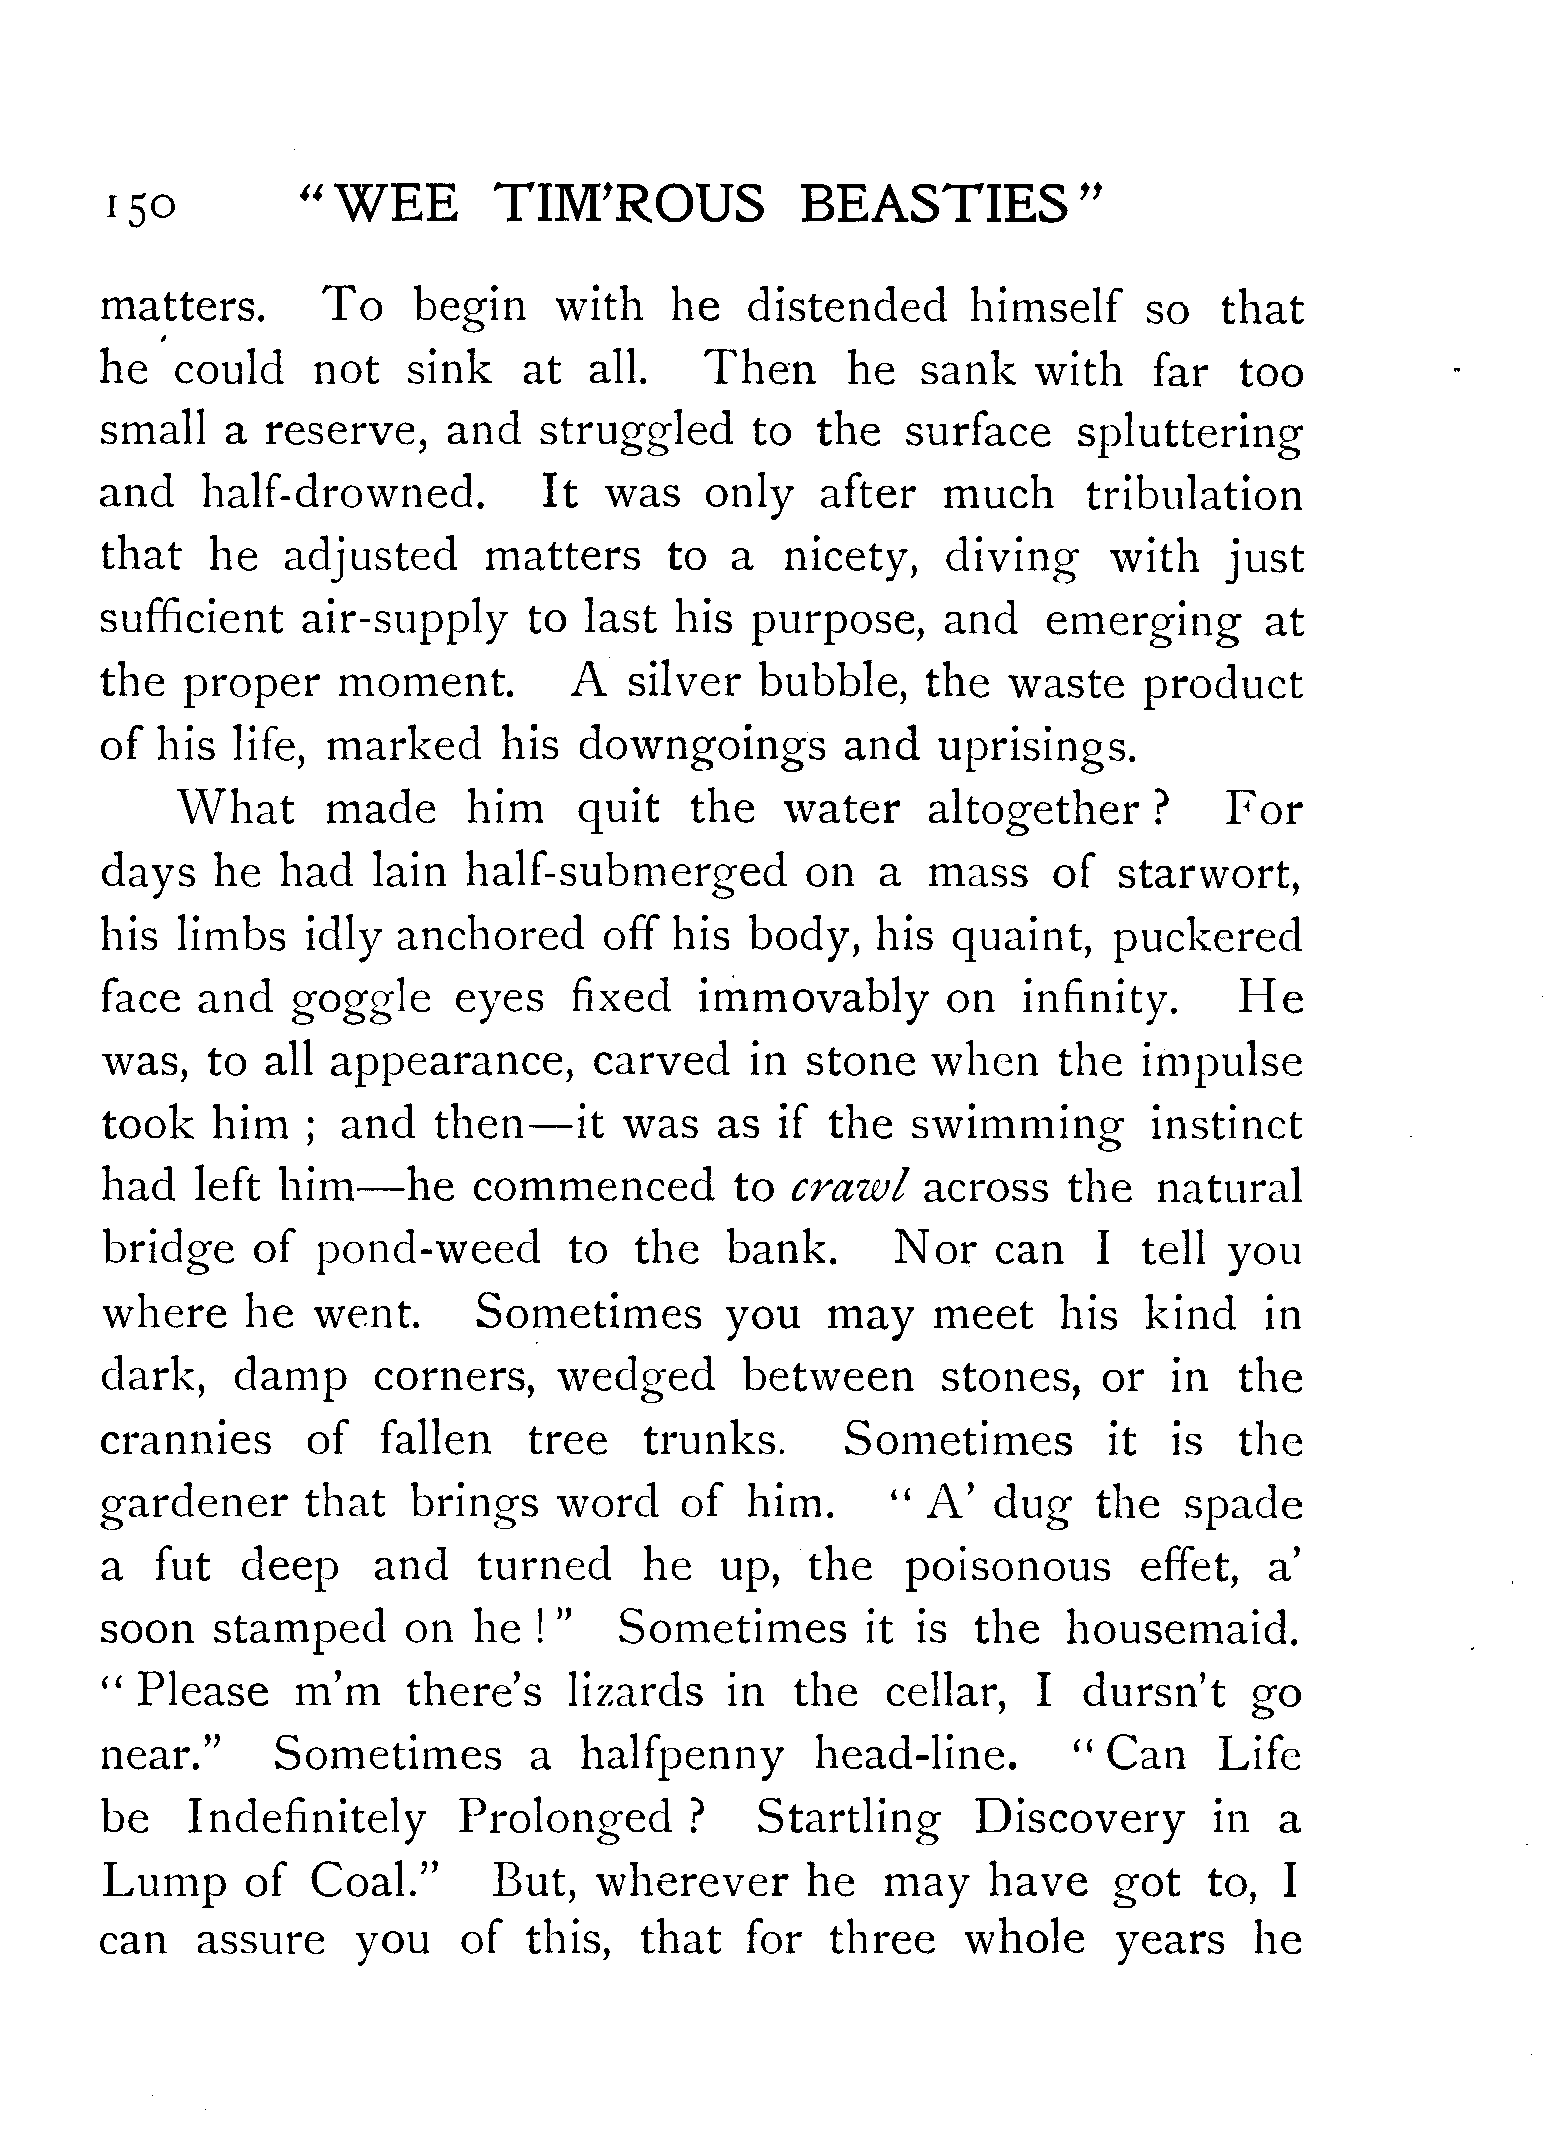 150 "WEE TIM'ROUS BEASTIES"
matters. To begin with he distended himself so that
he could not sink at all. Then he sank with far too
small a reserve, and struggled to the surface spluttering
and half-drowned. It was only after much tribulation
that he adjusted matters to a nicety, diving with just
sufficient air-supply to last his purpose, and emerging at
the proper moment. A silver bubble, the waste product
of his life, marked his downgoings and uprisings.
What made him quit the water altogether ? For
days he had lain half-submerged on a mass of starwort,
his limbs idly anchored off his body, his quaint, puckered
face and goggle eyes fixed immovably on infinity. He
was, to all appearance, carved in stone when the impulse
took him ; and then—it was as if the swimming instinct
had left him—he commenced to crawl across the natural
bridge of pond-weed to the bank. Nor can I tell you
where he went. Sometimes you may meet his kind in
dark, damp corners, wedged between stones, or in the
crannies of fallen tree trunks. Sometimes it is the
gardener that brings word of him. " A' dug the spade
a fut deep and turned he up, the poisonous effet, a'
soon stamped on he ! " Sometimes it is the housemaid.
" Please m'm there's lizards in the cellar, I dursn't go
near." Sometimes a halfpenny head-line. " Can Life
be Indefinitely Prolonged ? Startling Discovery in a
Lump of Coal." But, wherever he may have got to, I
can assure you of this, that for three whole years he